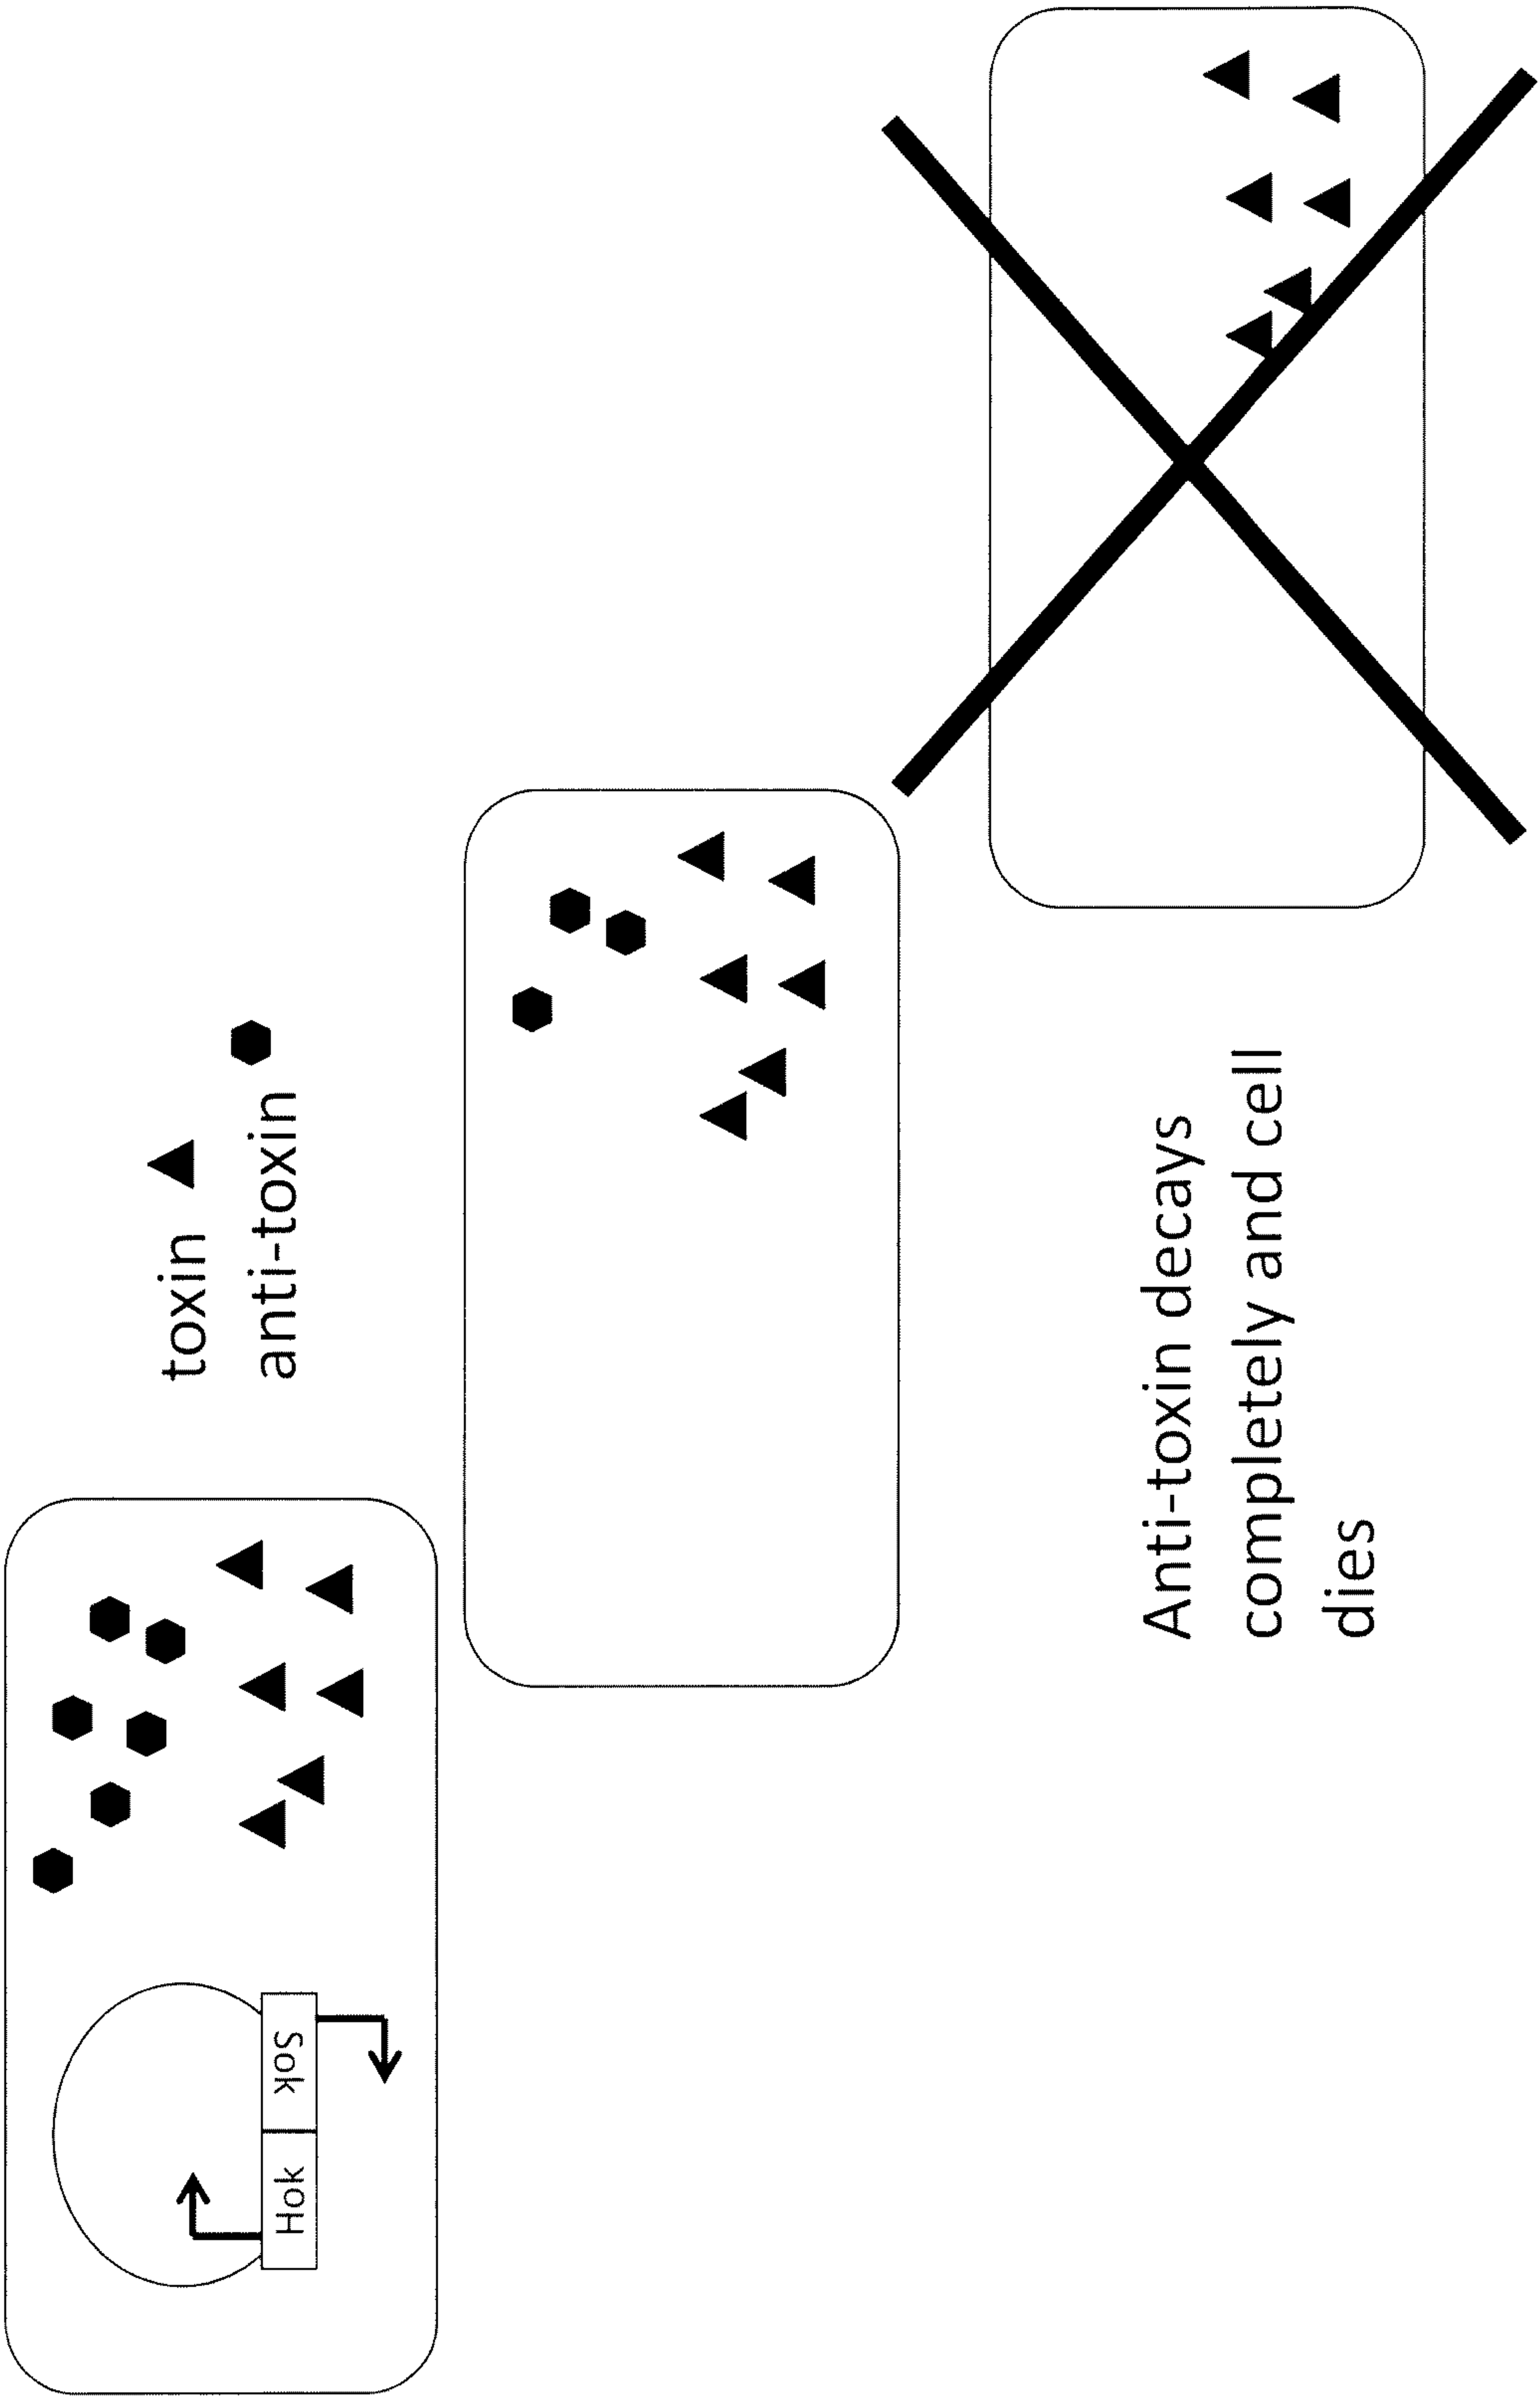 Hok
Sok
toxin
anti-toxin
Anti-toxin decays
completely and cell
dies